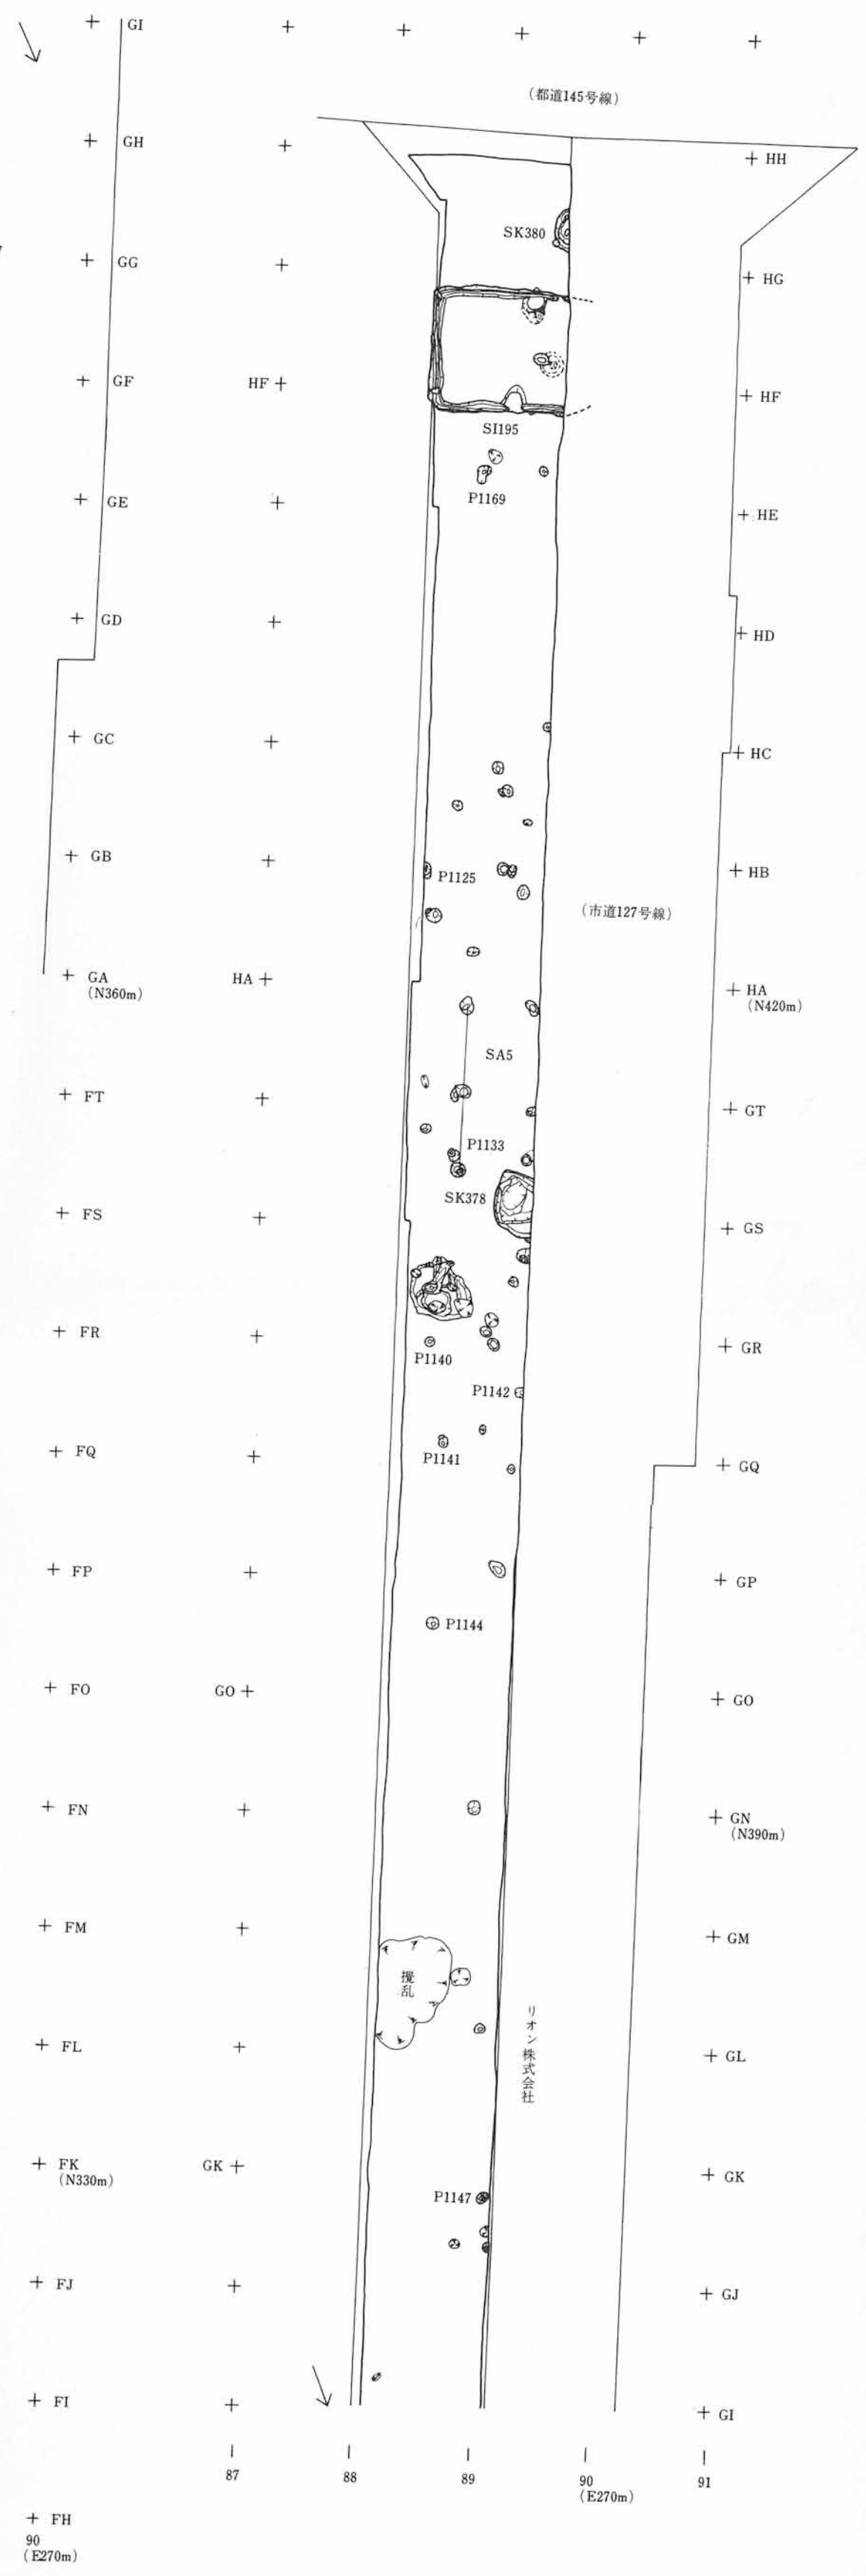 GI
(都道145号線)
GH
HH
SK380
GG
HG
GF
HF
HF
SI195
GE
P1169
HE
GD
HD
GC
HC
GB
P1125
HB
(市道127号線)
GA
(N360m)
HA
HA
(N420m)
SA5
FT
GT
P1133
SK378
FS
GS
FR
GR
P1140
P1142
FQ
P1141
GQ
FP
GP
P1144
FO
GO
GO
FN
GN
(N390m)
FM
GM
攪乱
リオン株式会社
FL
GL
FK
(N330m)
GK
GK
P1147
FJ
GJ
FI
GI
87
88
89
90
(E270m)
91
FH
90
(E270m)